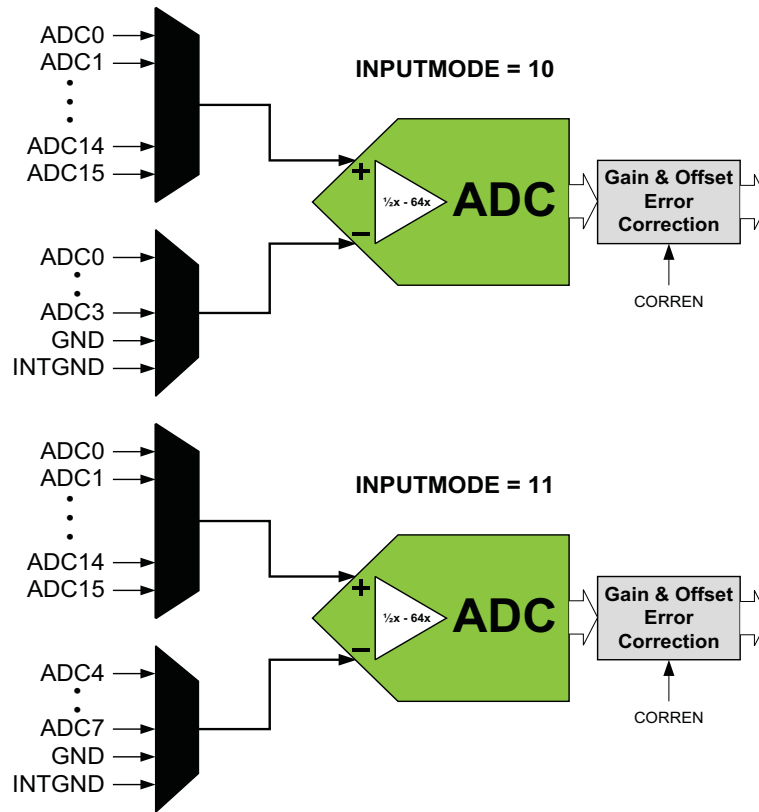 ADC0
ADC1
ADC14
ADC15
INPUTMODE = 10
ADC0
ADC3
GND
INTGND
+
−
½x - 64x
ADC
Gain & Offset
Error
Correction
CORREN
ADC0
ADC1
ADC14
ADC15
INPUTMODE = 11
ADC4
ADC7
GND
INTGND
+
−
½x - 64x
ADC
Gain & Offset
Error
Correction
CORREN